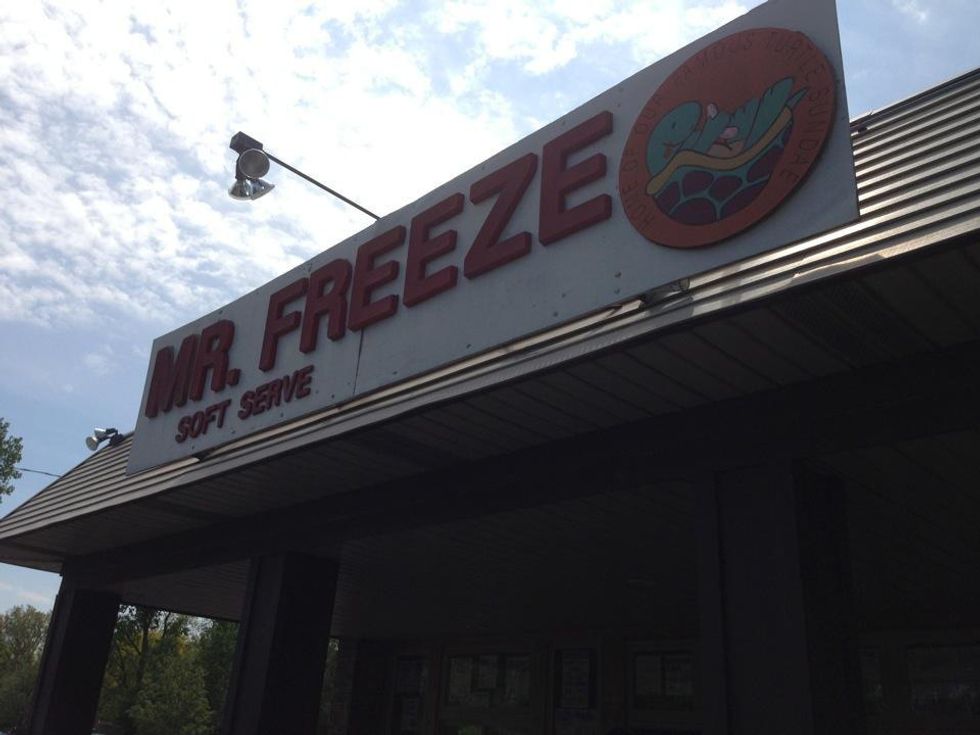 MR. FREEZE
SOFT SERVE
HOME OF OUR FAMOUS TURTLE SUNDAE